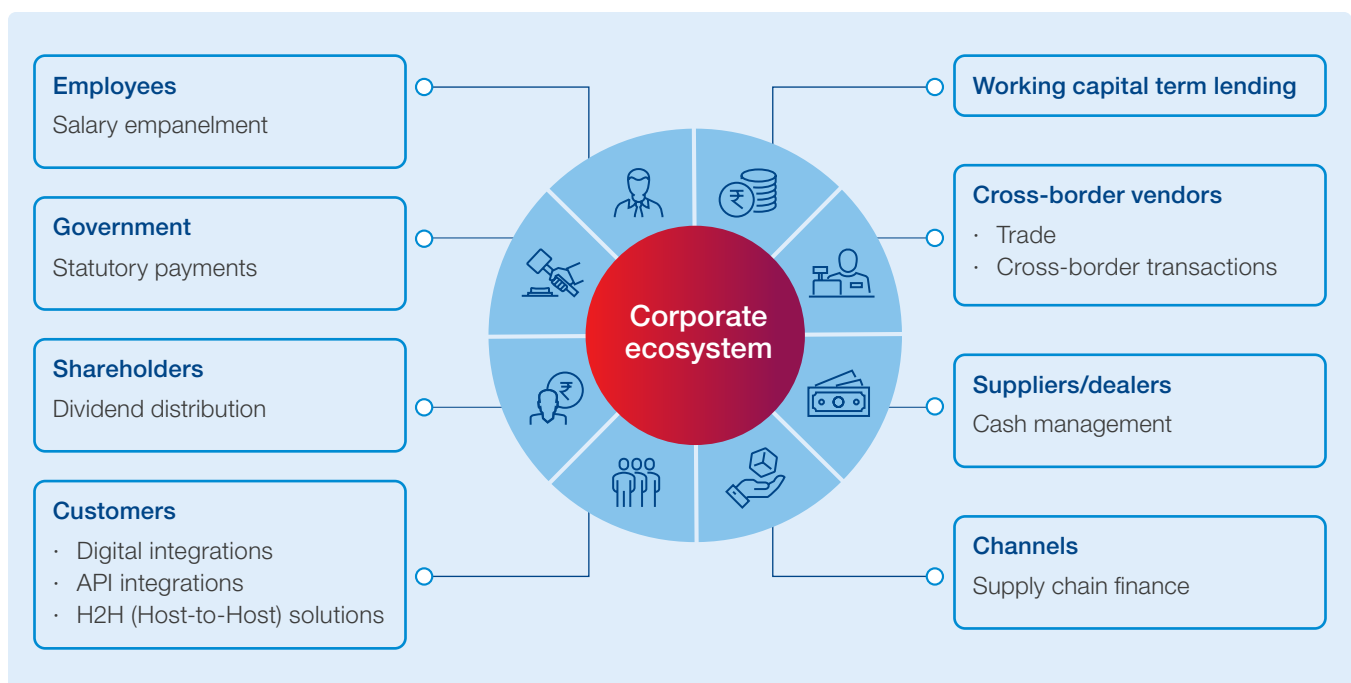 Employees
Salary empanelment
Government
Statutory payments
Shareholders
Dividend distribution
Customers
· Digital integrations
· API integrations
· H2H (Host-to-Host) solutions
₹
₹
Corporate
ecosystem
Working capital term lending
Cross-border vendors
· Trade
· Cross-border transactions
Suppliers/dealers
Cash management
Channels
Supply chain finance